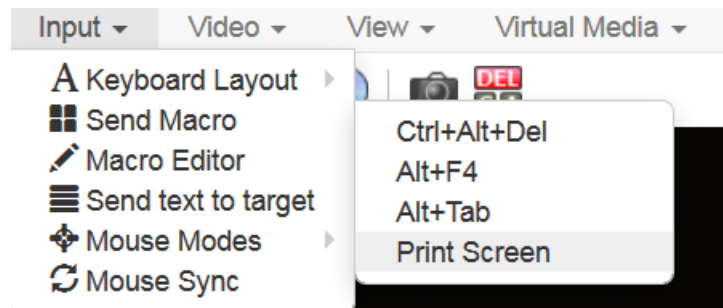 Input Video View Virtual Media
DEL
Keyboard Layout
Send Macro
Macro Editor
Send text to target
Mouse Modes
Mouse Sync
Ctrl+Alt+Del
Alt+F4
Alt+Tab
Print Screen